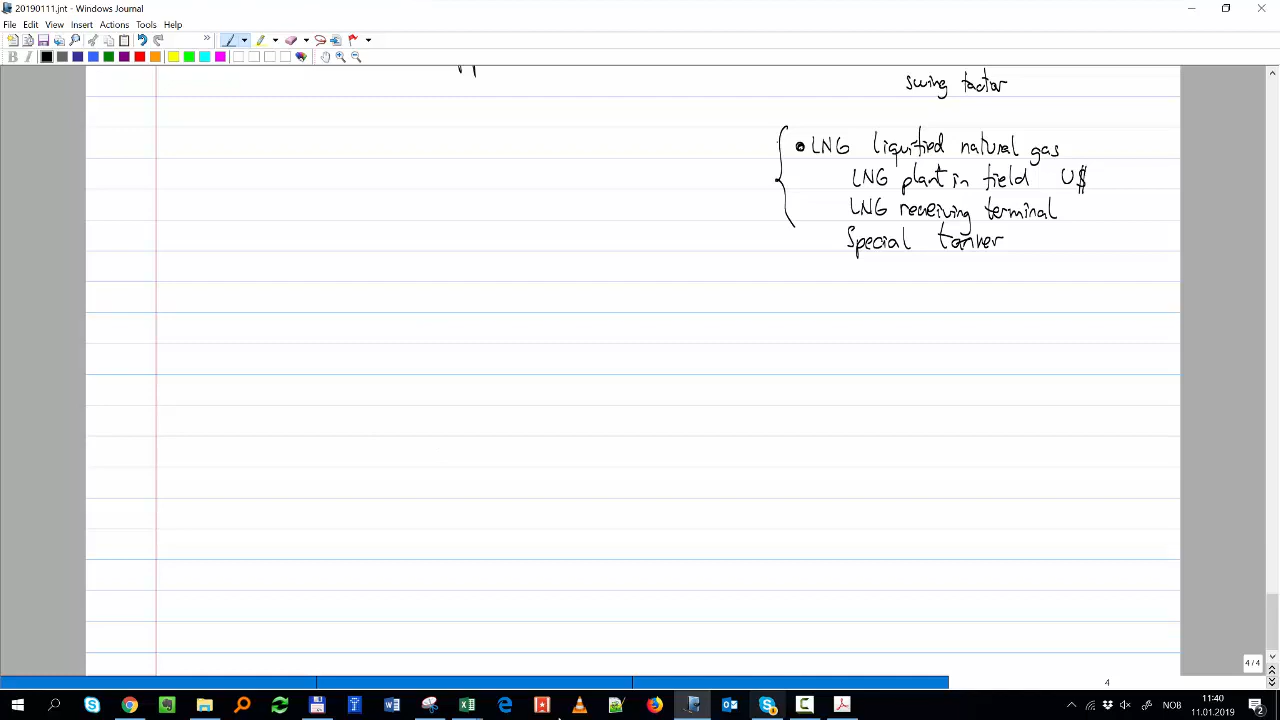 20190111.jnt - Windows Journal
File Edit View Insert Actions Tools Help
B I
swing factor
LNG liquified natural gas
LNG plant in field U$
LNG receiving terminal
Special tanker
4 / 4
4
NOB
11:40
11.01.2019
2